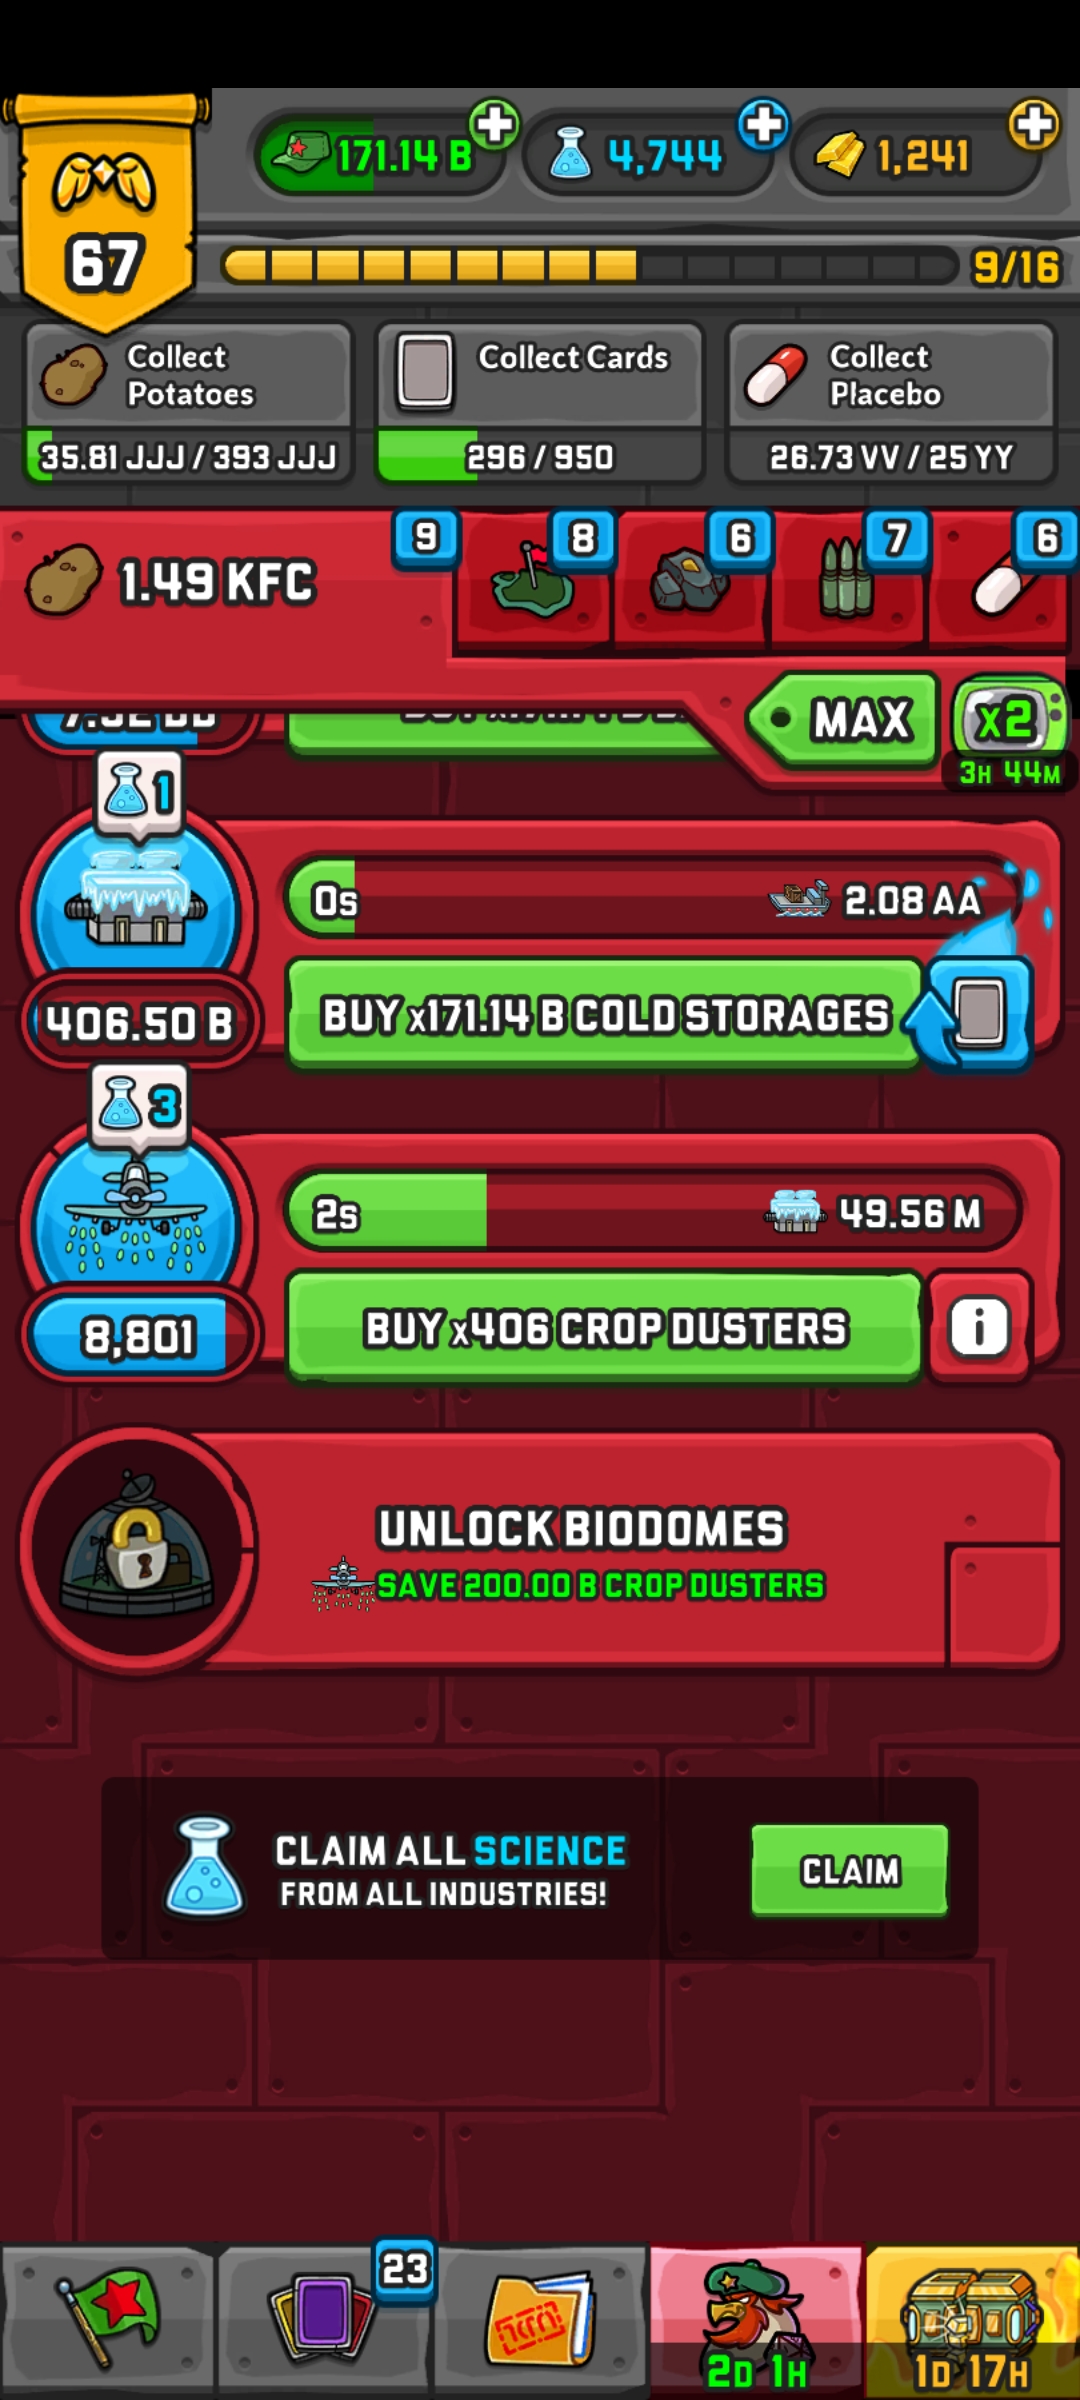 171.14 B
4,744
1,241
67
9/16
Collect
Potatoes
35.81 JJJ / 393 JJJ
Collect Cards
296 / 950
Collect
Placebo
26.73 VV / 25 YY
1.49 KFC
9
8
6
7
6
MAX
x2
3H 44M
1
0s
2.08 AA
406.50 B
BUY x171.14 B COLD STORAGES
3
2s
49.56 M
8,801
BUY x406 CROP DUSTERS
i
UNLOCK BIODOMES
SAVE 200.00 B CROP DUSTERS
CLAIM ALL SCIENCE
FROM ALL INDUSTRIES!
CLAIM
23
2D 1H
1D 17H